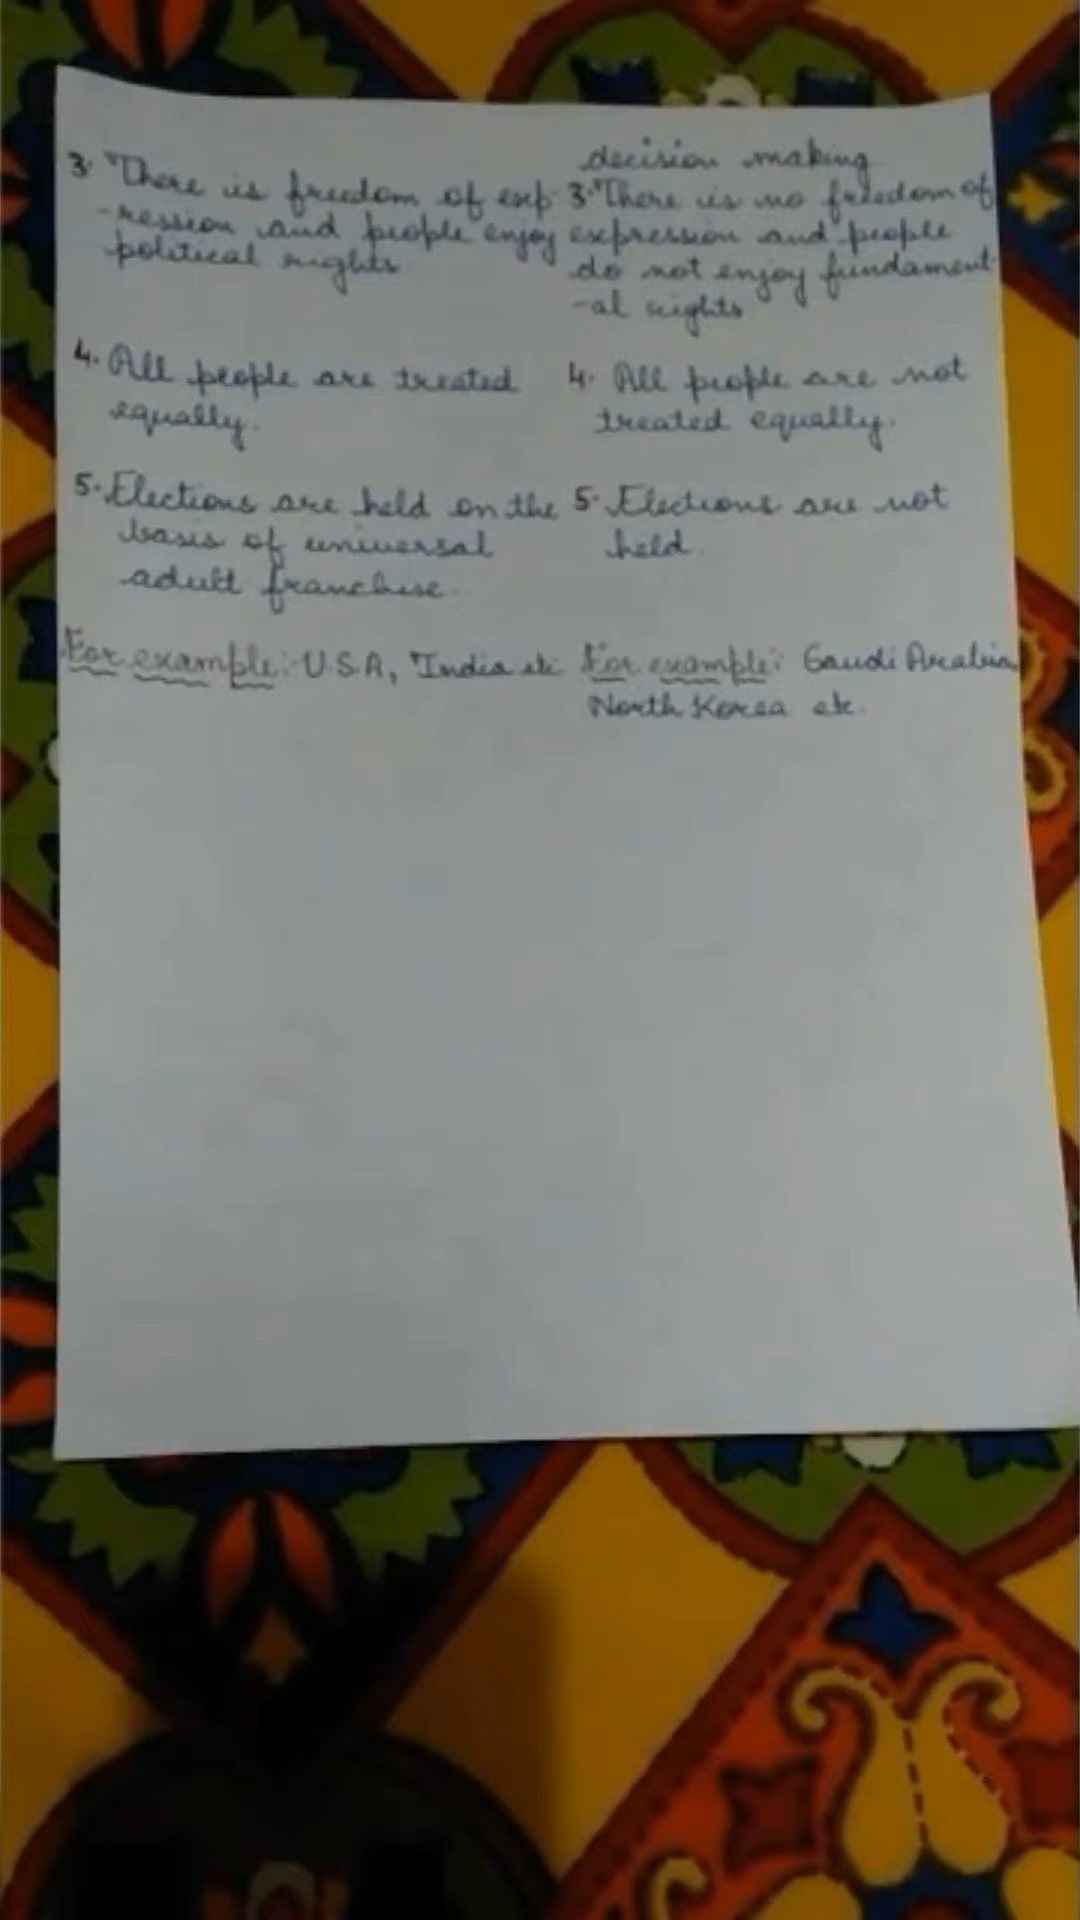 decision making
3. There is freedom of exp
-ression and people enjoy
political rights
3. There is no freedom of
expression and people
do not enjoy fundament-
-al rights
4. All people are treated
equally.
4. All people are not
treated equally.
5. Elections are held on the
basis of universal
adult franchise.
5. Elections are not
held.
For example: U.S.A, India etc
For example: Saudi Arabia,
North Korea etc.